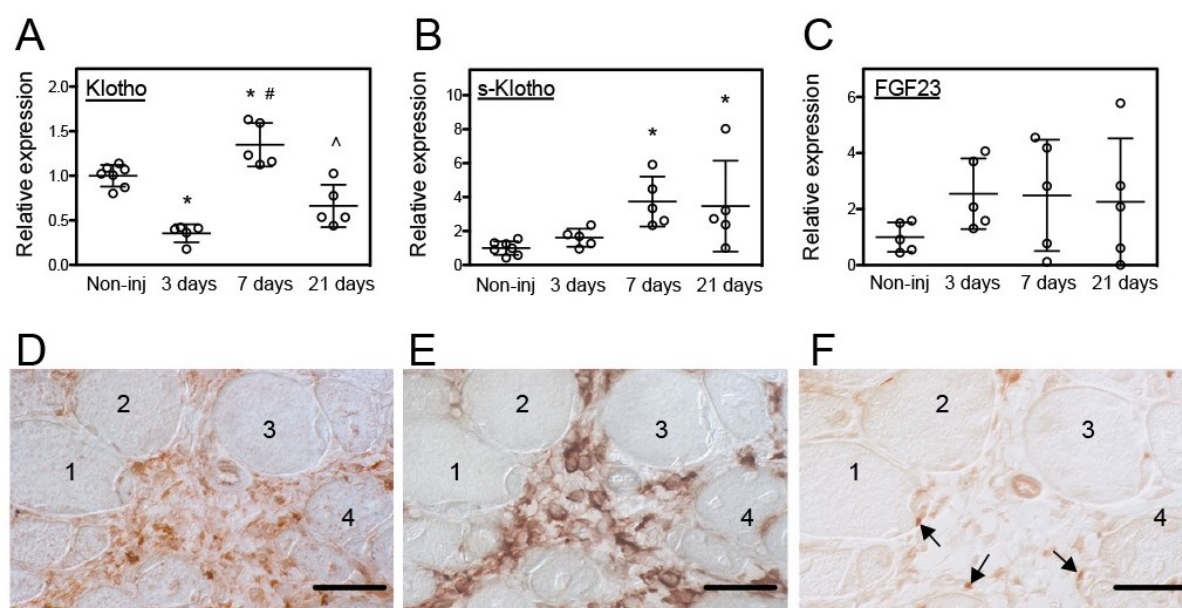 A
Relative expression
Klotho
2.0
1.5
1.0
0.5
0.0
* #
*
^
Non-inj 3 days 7 days 21 days
B
Relative expression
s-Klotho
10
8
6
4
2
0
*
*
Non-inj 3 days 7 days 21 days
C
Relative expression
FGF23
6
4
2
0
Non-inj 3 days 7 days 21 days
D
1
2
3
4
E
1
2
3
4
F
1
2
3
4